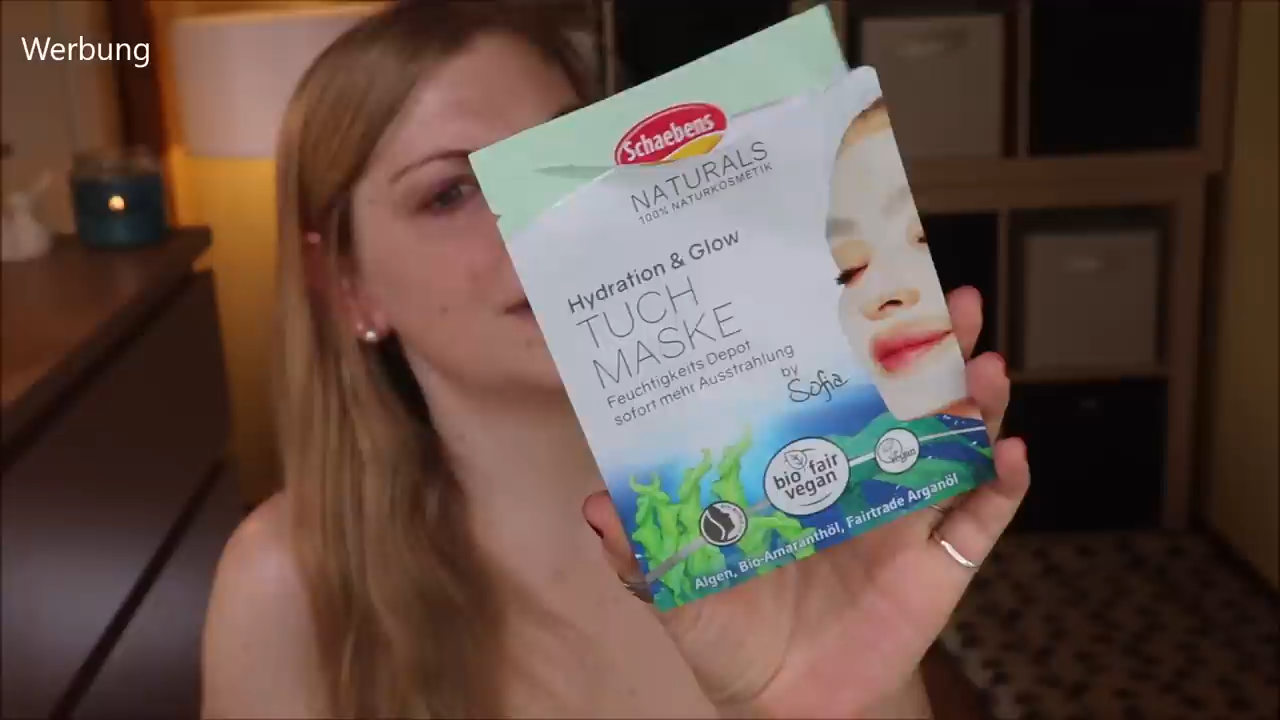 Werbung
Schaebens
NATURALS
100% NATURKOSMETIK
Hydration & Glow
TUCH
MASKE
Feuchtigkeits Depot
sofort mehr Ausstrahlung
by
Sofia
bio fair
vegan
vegan
Algen, Bio-Amaranthöl, Fairtrade Arganöl